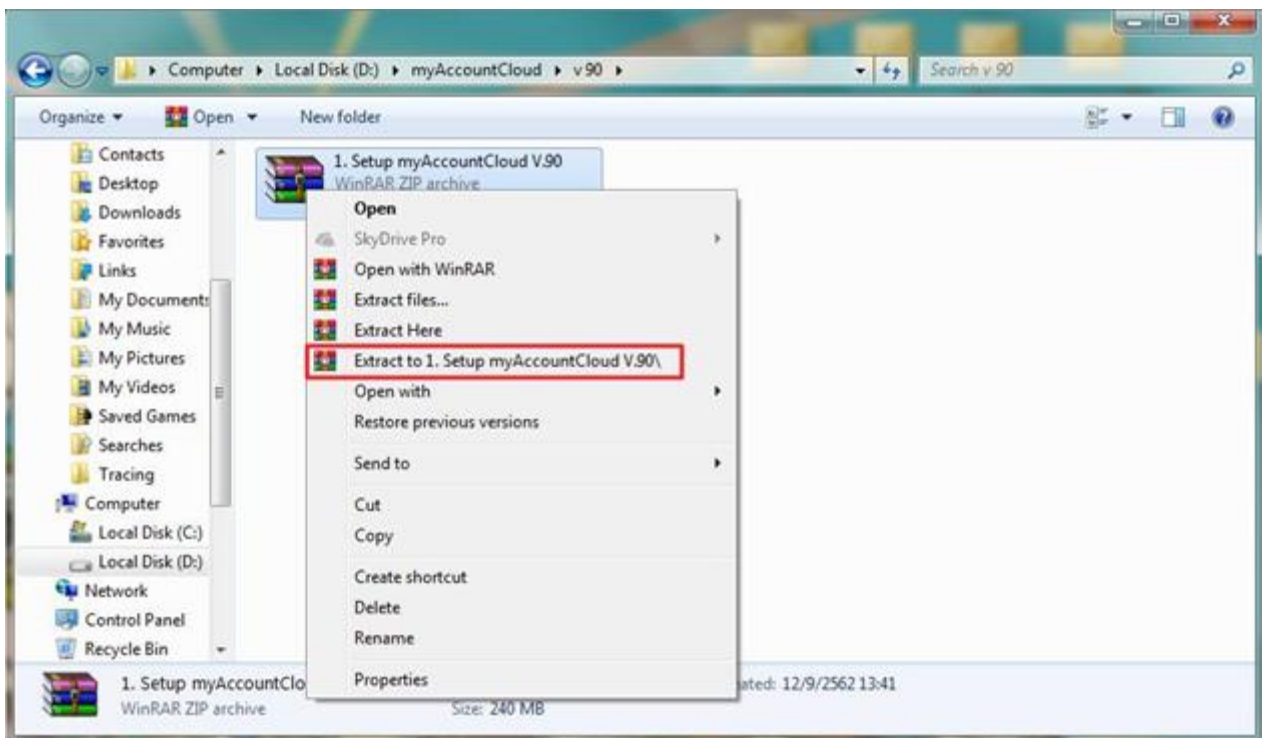 Computer ▸ Local Disk (D:) ▸ myAccountCloud ▸ v 90 ▸
Search v 90
Organize Open New folder
Contacts
Desktop
Downloads
Favorites
Links
My Documents
My Music
My Pictures
My Videos
Saved Games
Searches
Tracing
Computer
Local Disk (C:)
Local Disk (D:)
Network
Control Panel
Recycle Bin
1. Setup myAccountCloud V.90
WinRAR ZIP archive
Open
SkyDrive Pro
Open with WinRAR
Extract files...
Extract Here
Extract to 1. Setup myAccountCloud V.90\
Open with
Restore previous versions
Send to
Cut
Copy
Create shortcut
Delete
Rename
Properties
1. Setup myAccountClo
ated: 12/9/2562 13:41
WinRAR ZIP archive
Size: 240 MB